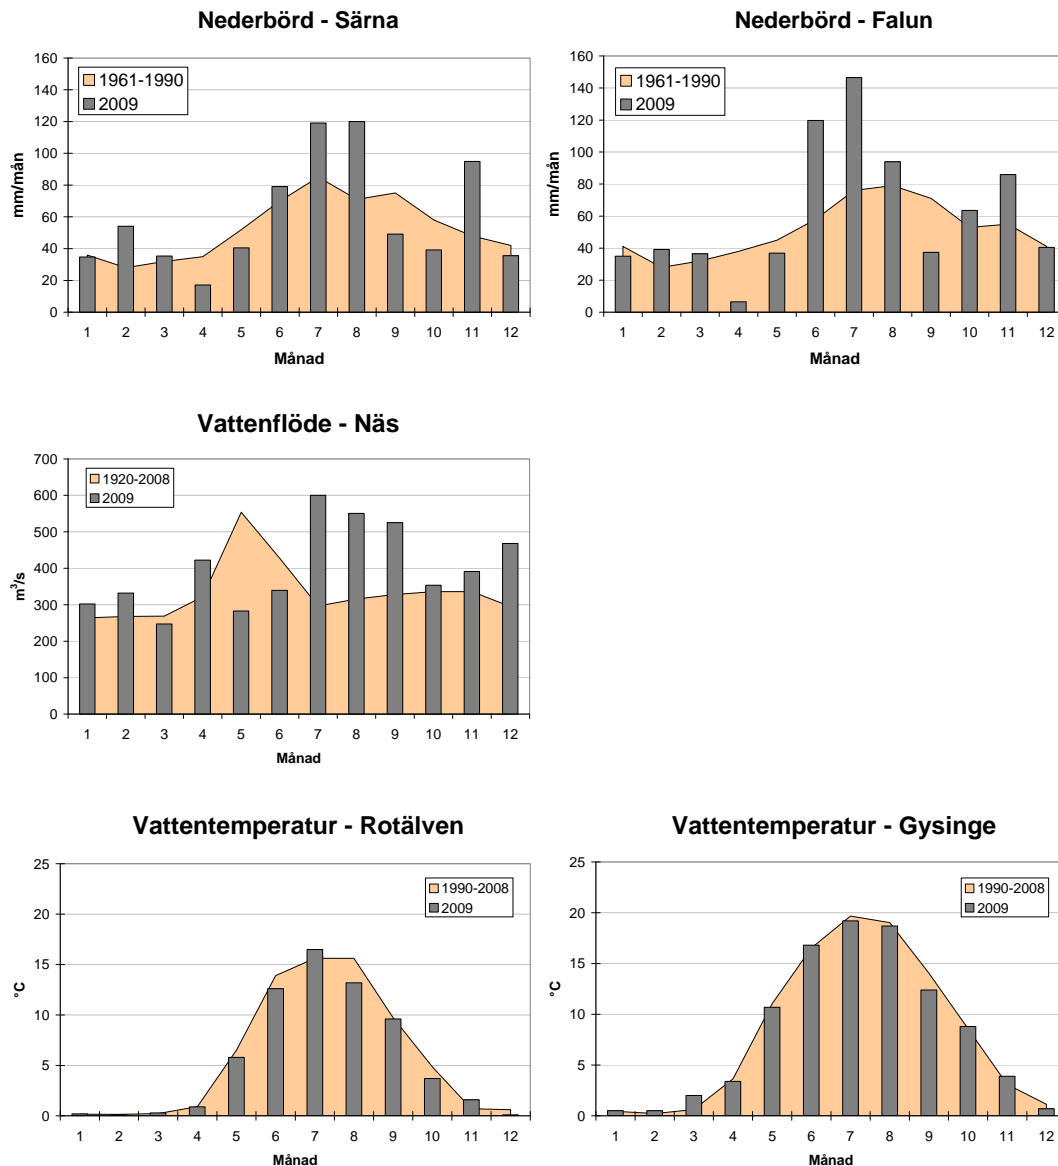 Nederbörd - Särna
160
140
120
100
80
60
40
20
0
mm/mån
1961-1990
2009
1 2 3 4 5 6 7 8 9 10 11 12
Månad
Nederbörd - Falun
160
140
120
100
80
60
40
20
0
mm/mån
1961-1990
2009
1 2 3 4 5 6 7 8 9 10 11 12
Månad
Vattenflöde - Näs
700
600
500
400
300
200
100
0
m³/s
1920-2008
2009
1 2 3 4 5 6 7 8 9 10 11 12
Månad
Vattentemperatur - Rotälven
25
20
15
10
5
0
°C
1990-2008
2009
1 2 3 4 5 6 7 8 9 10 11 12
Månad
Vattentemperatur - Gysinge
25
20
15
10
5
0
°C
1990-2008
2009
1 2 3 4 5 6 7 8 9 10 11 12
Månad